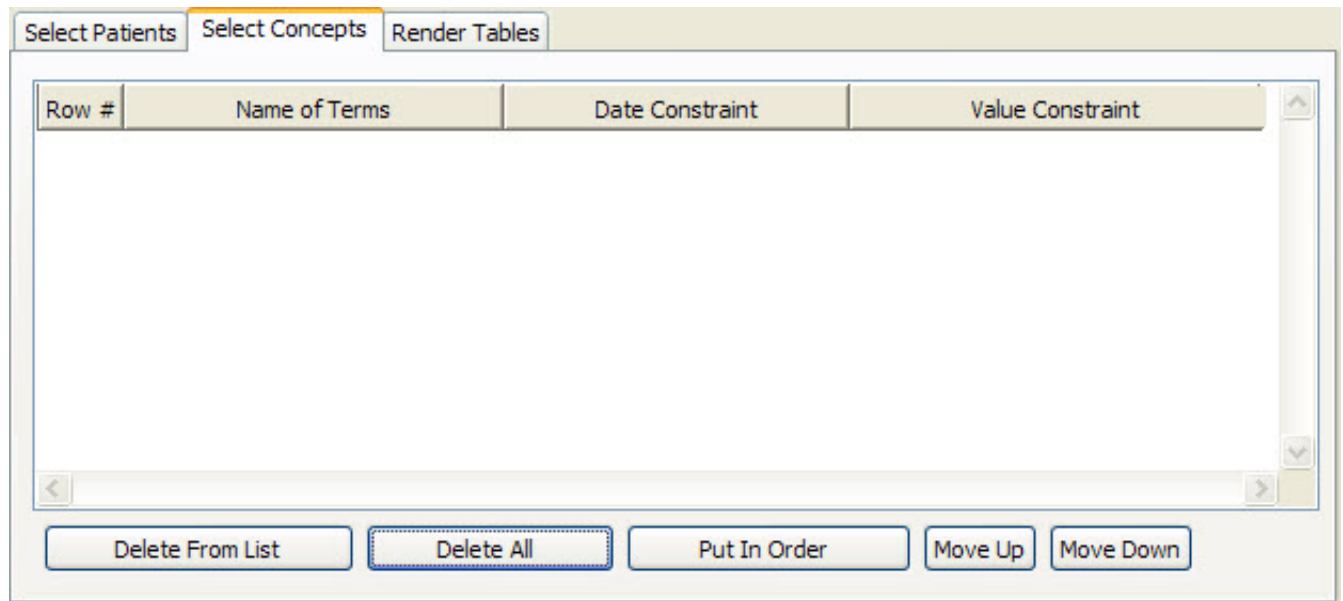 Select Patients Select Concepts Render Tables
Row # Name of Terms Date Constraint Value Constraint
Delete From List Delete All Put In Order Move Up Move Down